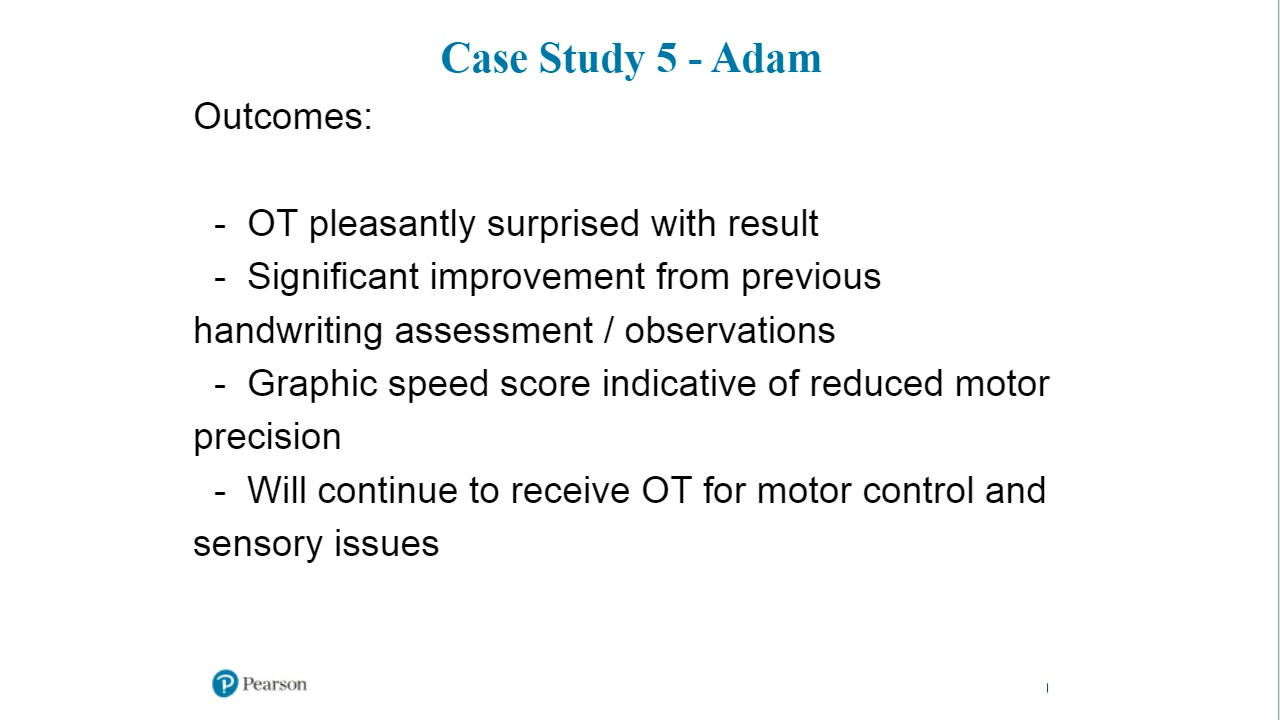 Case Study 5 - Adam
Outcomes:
- OT pleasantly surprised with result
- Significant improvement from previous
handwriting assessment / observations
- Graphic speed score indicative of reduced motor
precision
- Will continue to receive OT for motor control and
sensory issues
Pearson